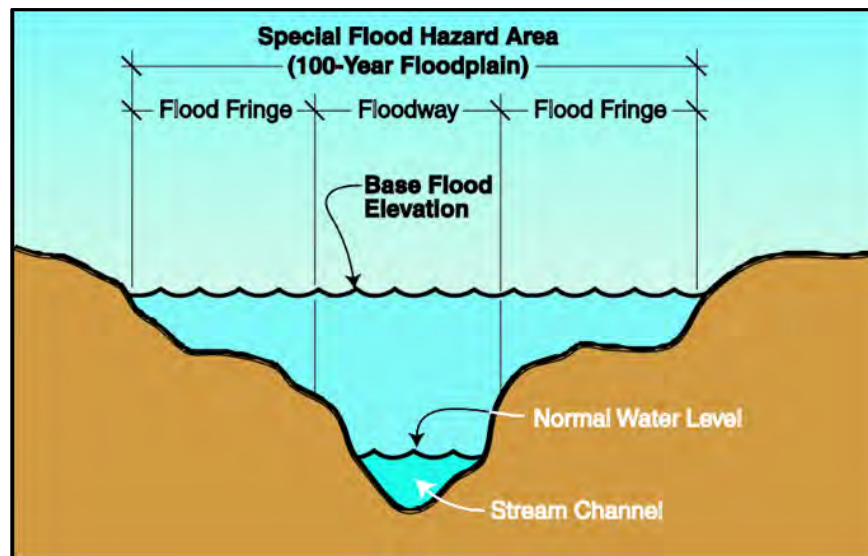 Special Flood Hazard Area
(100-Year Floodplain)
Flood Fringe
Floodway
Flood Fringe
Base Flood
Elevation
Normal Water Level
Stream Channel